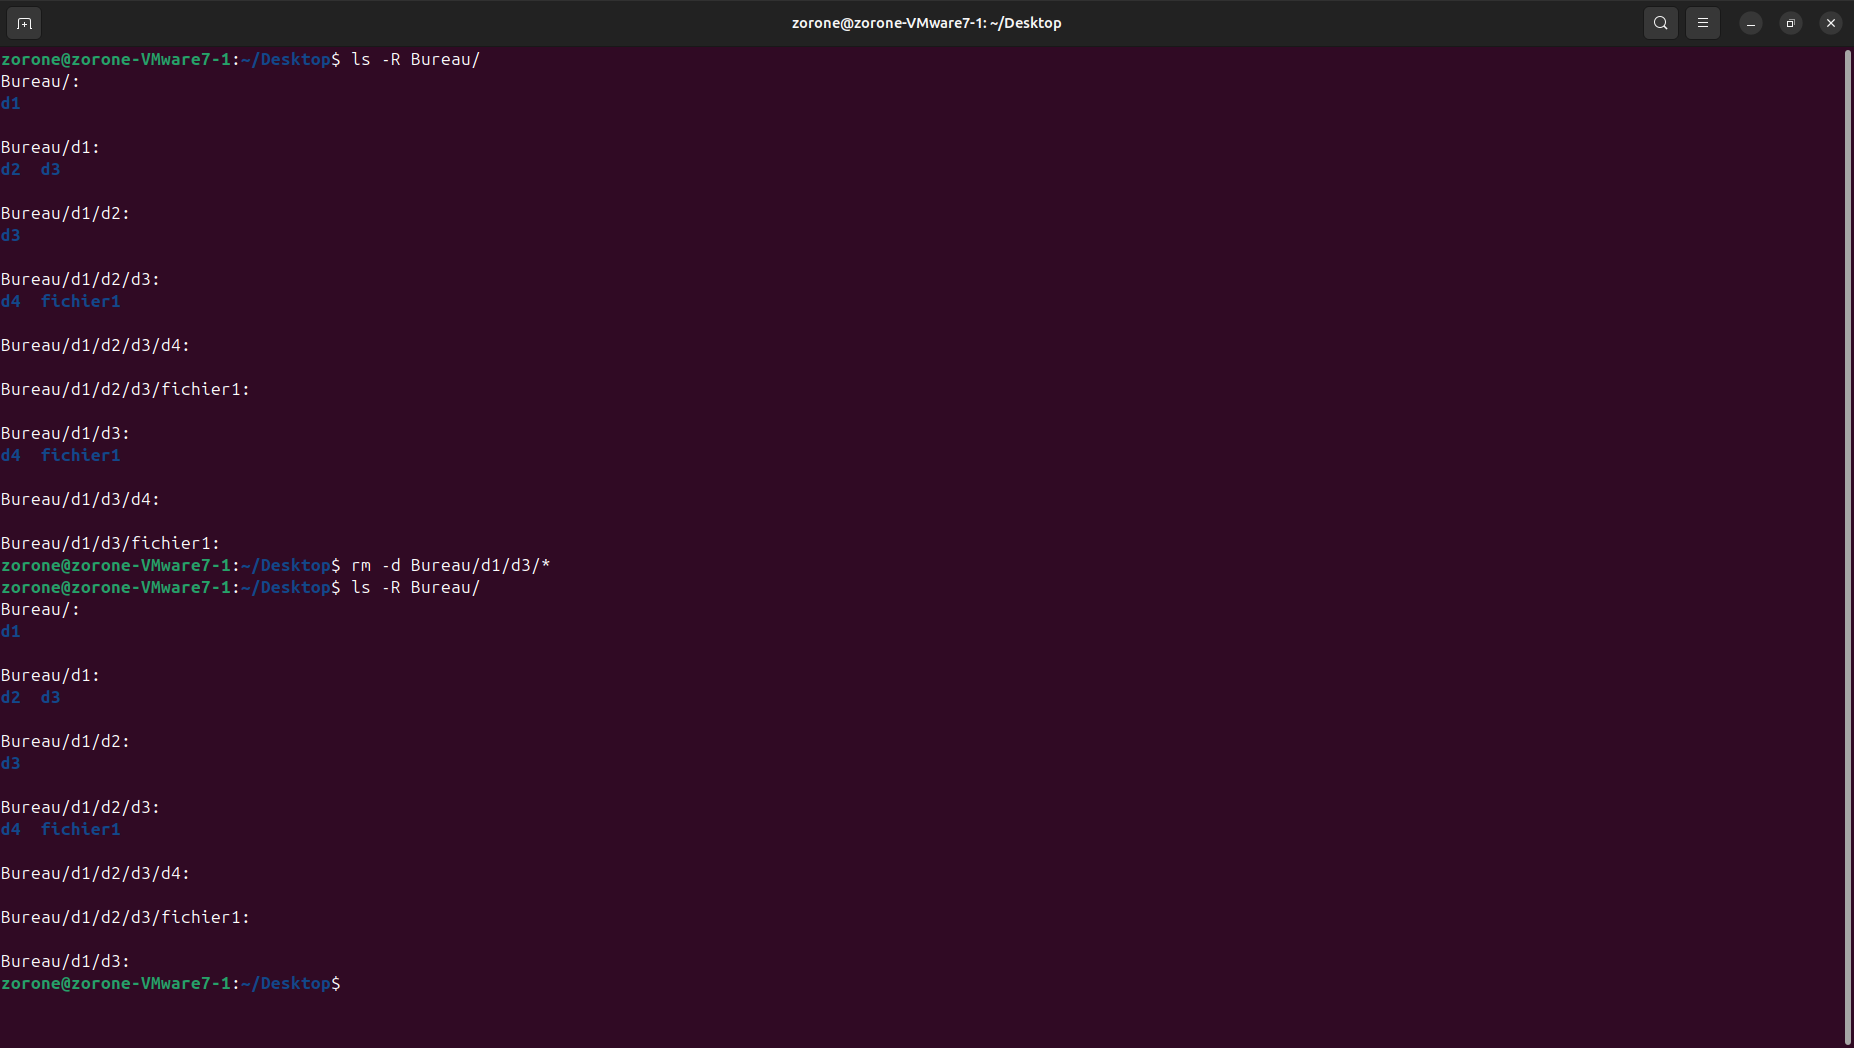 zorone@zorone-VMware7-1: ~/Desktop
zorone@zorone-VMware7-1:~/Desktop$ ls -R Bureau/
Bureau/:
d1
Bureau/d1:
d2  d3
Bureau/d1/d2:
d3
Bureau/d1/d2/d3:
d4  fichier1
Bureau/d1/d2/d3/d4:
Bureau/d1/d2/d3/fichier1:
Bureau/d1/d3:
d4  fichier1
Bureau/d1/d3/d4:
Bureau/d1/d3/fichier1:
zorone@zorone-VMware7-1:~/Desktop$ rm -d Bureau/d1/d3/*
zorone@zorone-VMware7-1:~/Desktop$ ls -R Bureau/
Bureau/:
d1
Bureau/d1:
d2  d3
Bureau/d1/d2:
d3
Bureau/d1/d2/d3:
d4  fichier1
Bureau/d1/d2/d3/d4:
Bureau/d1/d2/d3/fichier1:
Bureau/d1/d3:
zorone@zorone-VMware7-1:~/Desktop$